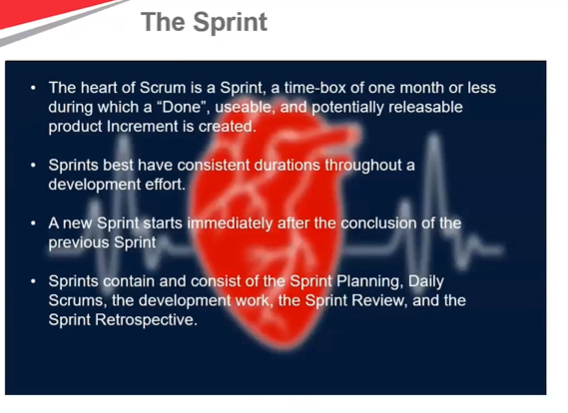 The Sprint
• The heart of Scrum is a Sprint, a time-box of one month or less
during which a “Done”, useable, and potentially releasable
product Increment is created.
• Sprints best have consistent durations throughout a
development effort.
• A new Sprint starts immediately after the conclusion of the
previous Sprint
• Sprints contain and consist of the Sprint Planning, Daily
Scrums, the development work, the Sprint Review, and the
Sprint Retrospective.